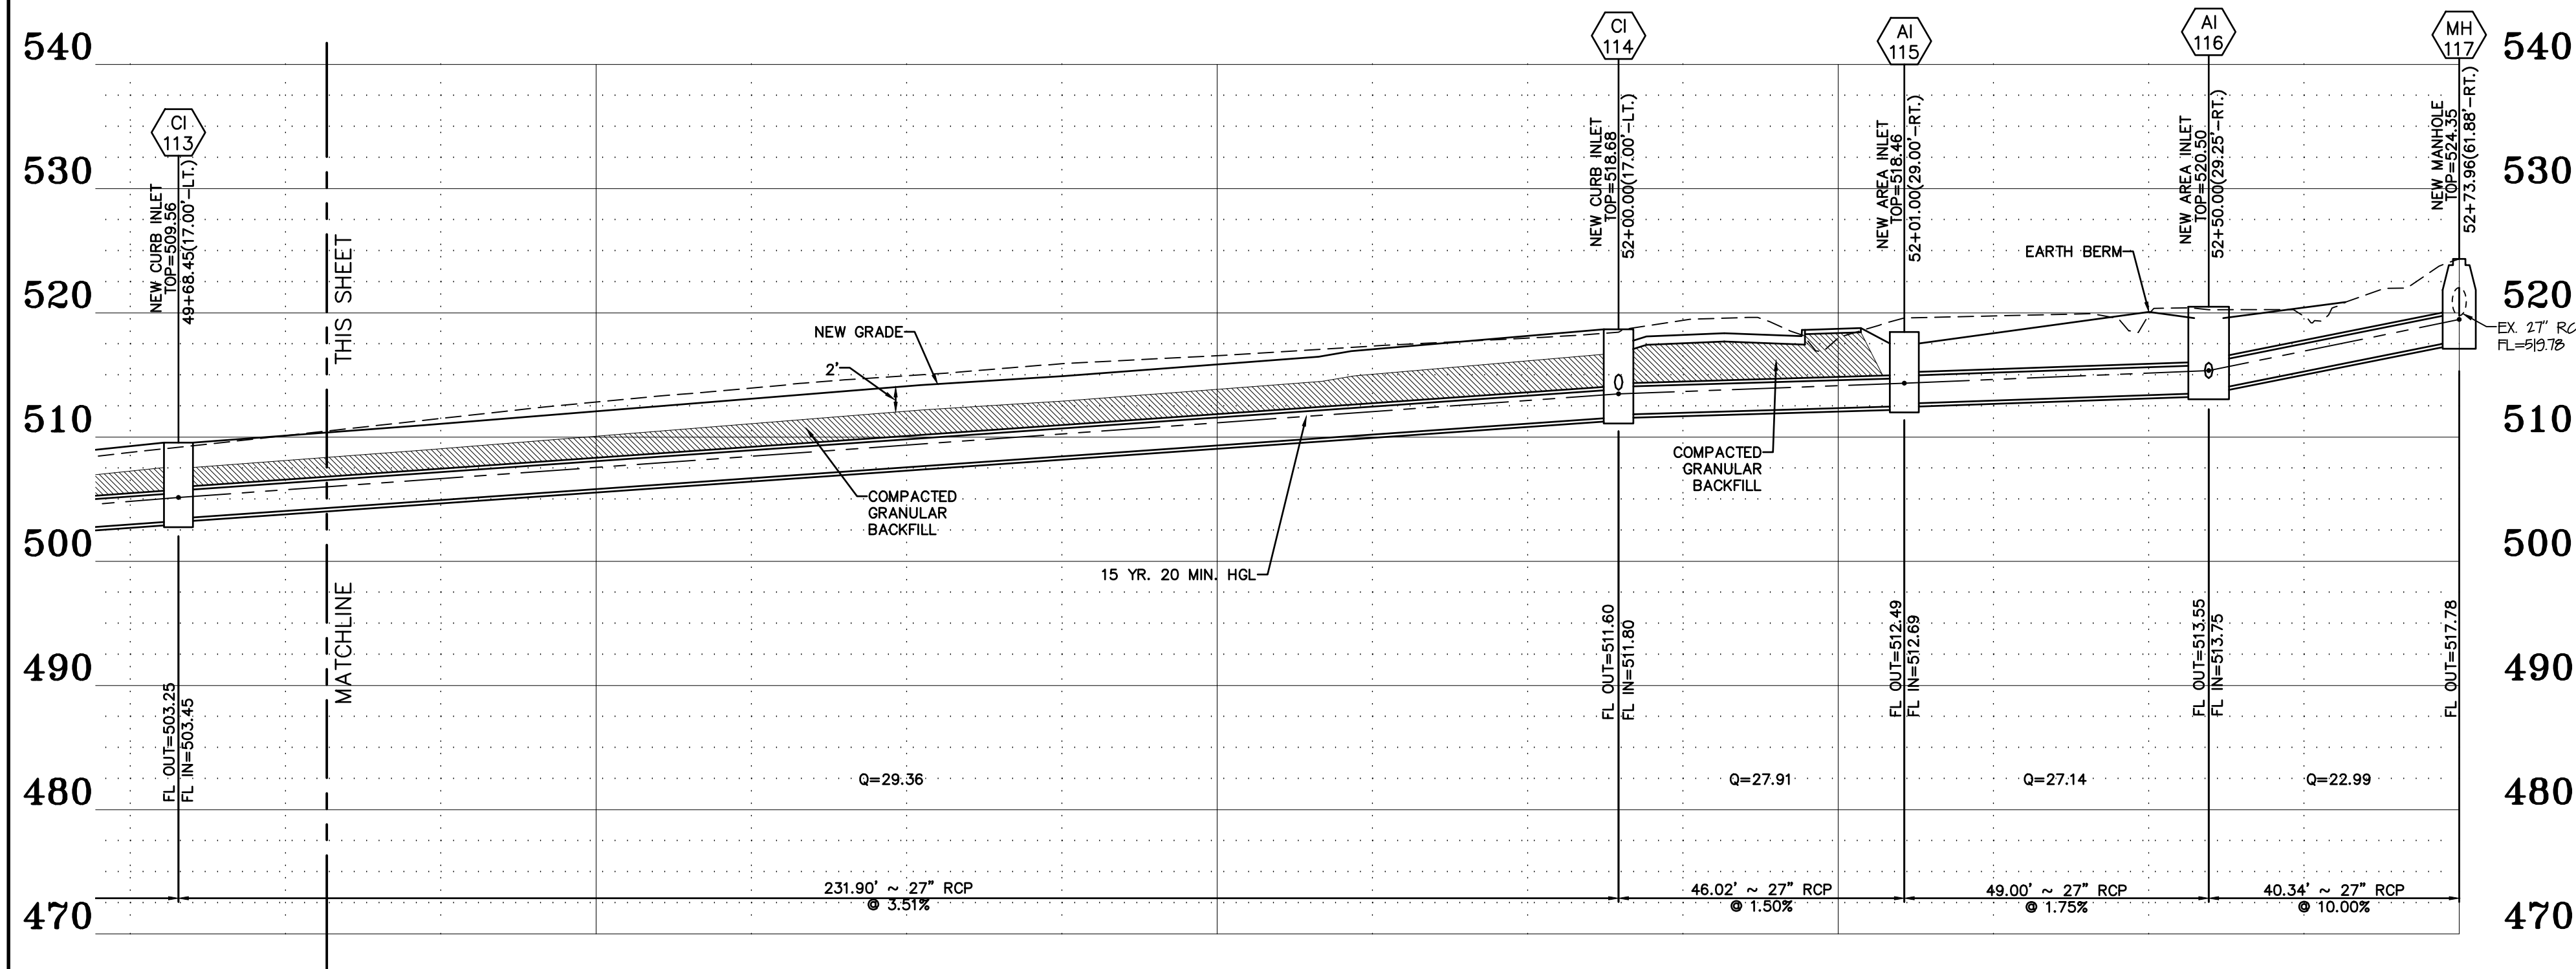 540
530
520
510
500
490
480
470
CI
113
NEW CURB INLET
TOP=509.56
49+68.45(17.00'-LT.)
FL OUT=503.25
FL IN=503.45
THIS SHEET
MATCHLINE
NEW GRADE
2'
COMPACTED
GRANULAR
BACKFILL
15 YR. 20 MIN. HGL
Q=29.36
231.90' ~ 27" RCP
@ 3.51%
CI
114
NEW CURB INLET
TOP=518.68
52+00.00(17.00'-LT.)
FL OUT=511.60
FL IN=511.80
COMPACTED
GRANULAR
BACKFILL
Q=27.91
46.02' ~ 27" RCP
@ 1.50%
AI
115
NEW AREA INLET
TOP=518.46
52+01.00(29.00'-RT.)
FL OUT=512.49
FL IN=512.69
EARTH BERM
Q=27.14
49.00' ~ 27" RCP
@ 1.75%
AI
116
NEW AREA INLET
TOP=520.50
52+50.00(29.25'-RT.)
FL OUT=513.55
FL IN=513.75
Q=22.99
40.34' ~ 27" RCP
@ 10.00%
MH
117
NEW MANHOLE
TOP=524.35
52+73.96(61.88'-RT.)
EX. 27" RC
FL=519.78
FL OUT=517.78
540
530
520
510
500
490
480
470